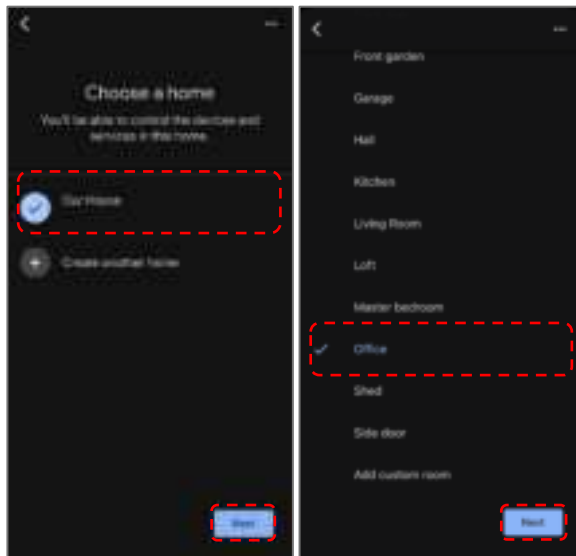 Choose a home
You'll be able to control the devices and
services in this home.
Home
Create another home
Next
Front garden
Garage
Hall
Kitchen
Living Room
Loft
Master bedroom
Office
Shed
Side door
Add custom room
Next